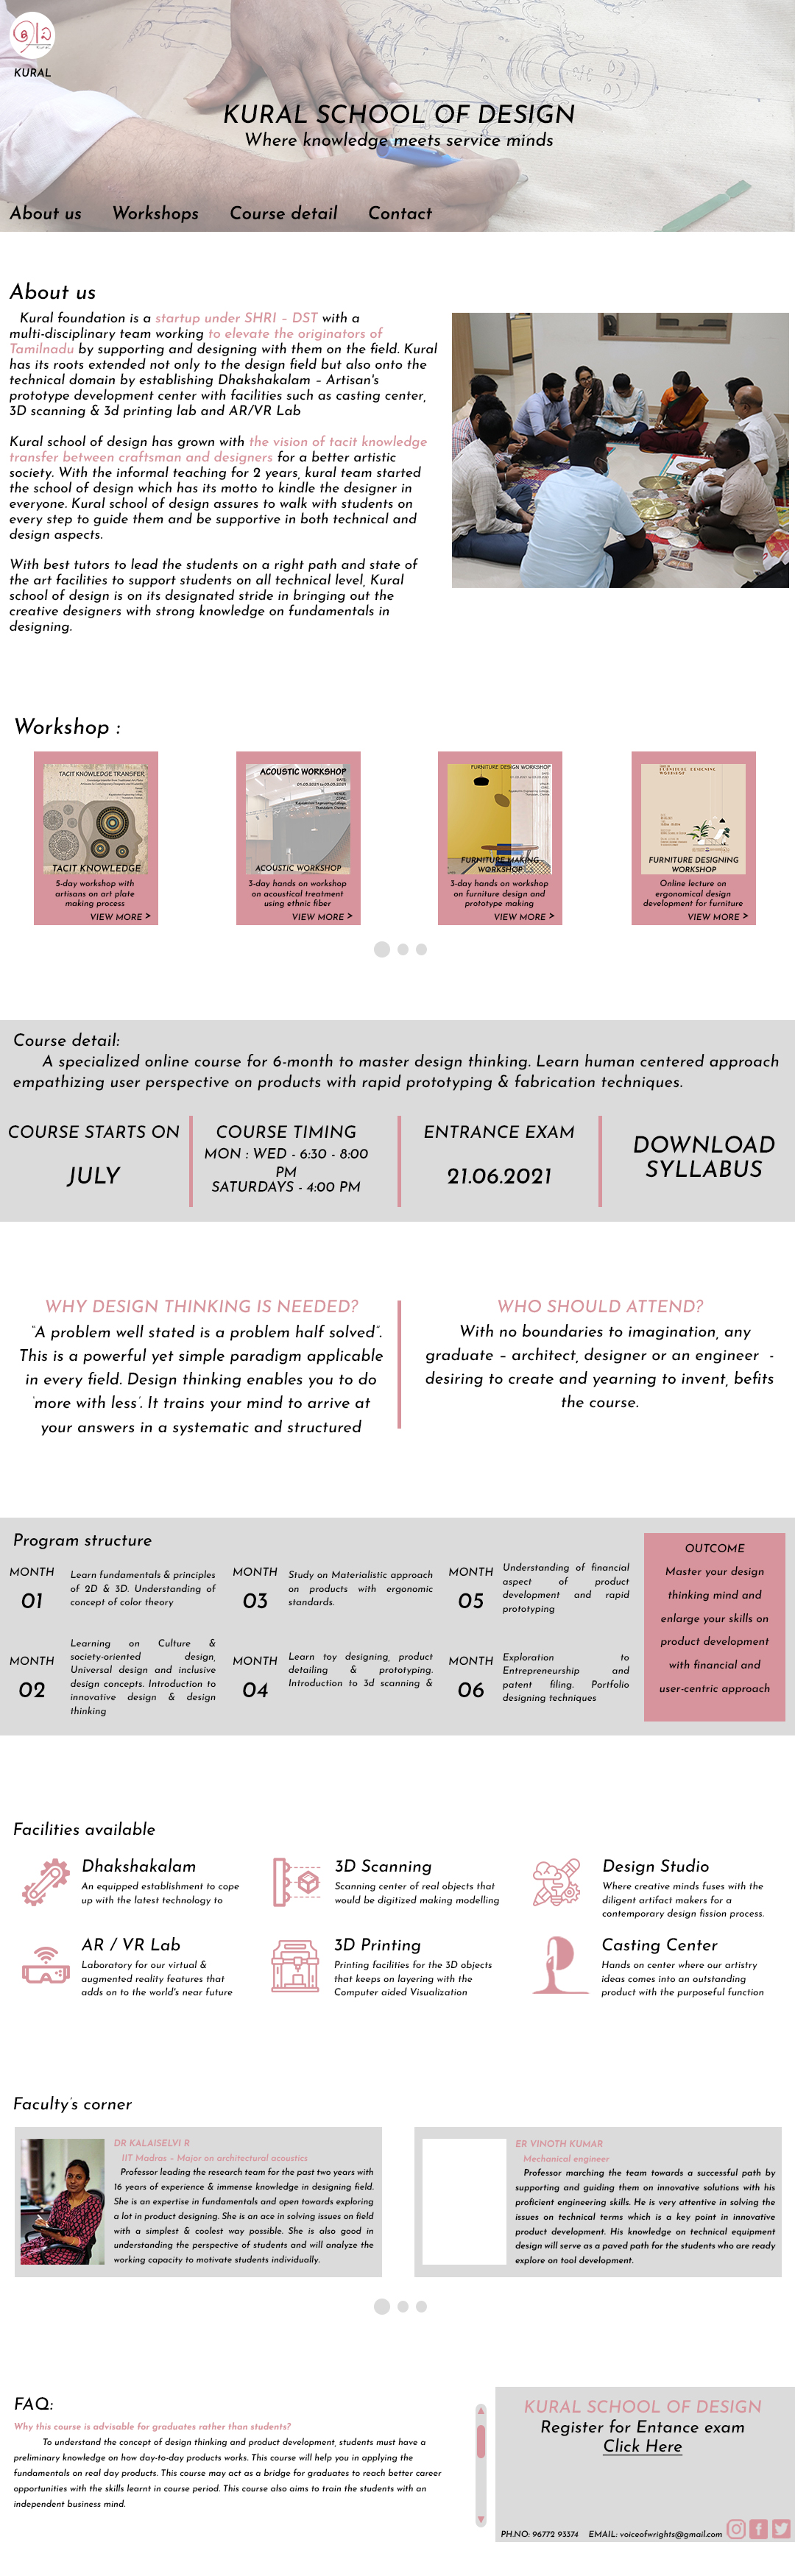 KURAL
KURAL SCHOOL OF DESIGN
Where knowledge meets service minds
About us Workshops Course detail Contact
About us
Kural foundation is a startup under SHRI – DST with a
multi-disciplinary team working to elevate the originators of
Tamilnadu by supporting and designing with them on the field. Kural
has its roots extended not only to the design field but also onto the
technical domain by establishing Dhakshakalam – Artisan's
prototype development center with facilities such as casting center,
3D scanning & 3d printing lab and AR/VR Lab
Kural school of design has grown with the vision of tacit knowledge
transfer between craftsman and designers for a better artistic
society. With the informal teaching for 2 years, kural team started
the school of design which has its motto to kindle the designer in
everyone. Kural school of design assures to walk with students on
every step to guide them and be supportive in both technical and
design aspects.
With best tutors to lead the students on a right path and state of
the art facilities to support students on all technical level, Kural
school of design is on its designated stride in bringing out the
creative designers with strong knowledge on fundamentals in
designing.
Workshop :
TACIT KNOWLEDGE TRANSFER
TACIT KNOWLEDGE
5-day workshop with
artisans on art plate
making process
VIEW MORE >
ACOUSTIC WORKSHOP
ACOUSTIC WORKSHOP
3-day hands on workshop
on acoustical treatment
using ethnic fiber
VIEW MORE >
FURNITURE DESIGN WORKSHOP
FURNITURE MAKING
WORKSHOP
3-day hands on workshop
on furniture design and
prototype making
VIEW MORE >
FURNITURE DESIGNING
WORKSHOP
FURNITURE DESIGNING
WORKSHOP
Online lecture on
ergonomical design
development for furniture
VIEW MORE >
Course detail:
A specialized online course for 6-month to master design thinking. Learn human centered approach
empathizing user perspective on products with rapid prototyping & fabrication techniques.
COURSE STARTS ON
JULY
COURSE TIMING
MON : WED - 6:30 - 8:00
PM
SATURDAYS - 4:00 PM
ENTRANCE EXAM
21.06.2021
DOWNLOAD
SYLLABUS
WHY DESIGN THINKING IS NEEDED?
“A problem well stated is a problem half solved”.
This is a powerful yet simple paradigm applicable
in every field. Design thinking enables you to do
‘more with less’. It trains your mind to arrive at
your answers in a systematic and structured
WHO SHOULD ATTEND?
With no boundaries to imagination, any
graduate – architect, designer or an engineer -
desiring to create and yearning to invent, befits
the course.
Program structure
MONTH
01
Learn fundamentals & principles
of 2D & 3D. Understanding of
concept of color theory
MONTH
03
Study on Materialistic approach
on products with ergonomic
standards.
MONTH
05
Understanding of financial
aspect of product
development and rapid
prototyping
MONTH
02
Learning on Culture &
society-oriented design,
Universal design and inclusive
design concepts. Introduction to
innovative design & design
thinking
MONTH
04
Learn toy designing, product
detailing & prototyping.
Introduction to 3d scanning &
MONTH
06
Exploration to
Entrepreneurship and
patent filing. Portfolio
designing techniques
OUTCOME
Master your design
thinking mind and
enlarge your skills on
product development
with financial and
user-centric approach
Facilities available
Dhakshakalam
An equipped establishment to cope
up with the latest technology to
3D Scanning
Scanning center of real objects that
would be digitized making modelling
Design Studio
Where creative minds fuses with the
diligent artifact makers for a
contemporary design fission process.
AR / VR Lab
Laboratory for our virtual &
augmented reality features that
adds on to the world's near future
3D Printing
Printing facilities for the 3D objects
that keeps on layering with the
Computer aided Visualization
Casting Center
Hands on center where our artistry
ideas comes into an outstanding
product with the purposeful function
Faculty’s corner
DR KALAISELVI R
IIT Madras – Major on architectural acoustics
Professor leading the research team for the past two years with
16 years of experience & immense knowledge in designing field.
She is an expertise in fundamentals and open towards exploring
a lot in product designing. She is an ace in solving issues on field
with a simplest & coolest way possible. She is also good in
understanding the perspective of students and will analyze the
working capacity to motivate students individually.
ER VINOTH KUMAR
Mechanical engineer
Professor marching the team towards a successful path by
supporting and guiding them on innovative solutions with his
proficient engineering skills. He is very attentive in solving the
issues on technical terms which is a key point in innovative
product development. His knowledge on technical equipment
design will serve as a paved path for the students who are ready
explore on tool development.
FAQ:
Why this course is advisable for graduates rather than students?
To understand the concept of design thinking and product development, students must have a
preliminary knowledge on how day-to-day products works. This course will help you in applying the
fundamentals on real day products. This course may act as a bridge for graduates to reach better career
opportunities with the skills learnt in course period. This course also aims to train the students with an
independent business mind.
KURAL SCHOOL OF DESIGN
Register for Entance exam
Click Here
PH.NO: 96772 93374 EMAIL: voiceofwrights@gmail.com